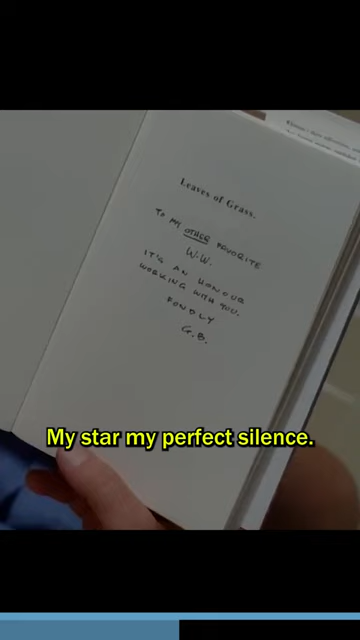 Leaves of Grass.
TO MY OTHER FAVORITE
W.W.
IT'S AN HONOUR
WORKING WITH YOU.
FONDLY
G.B.
My star my perfect silence.